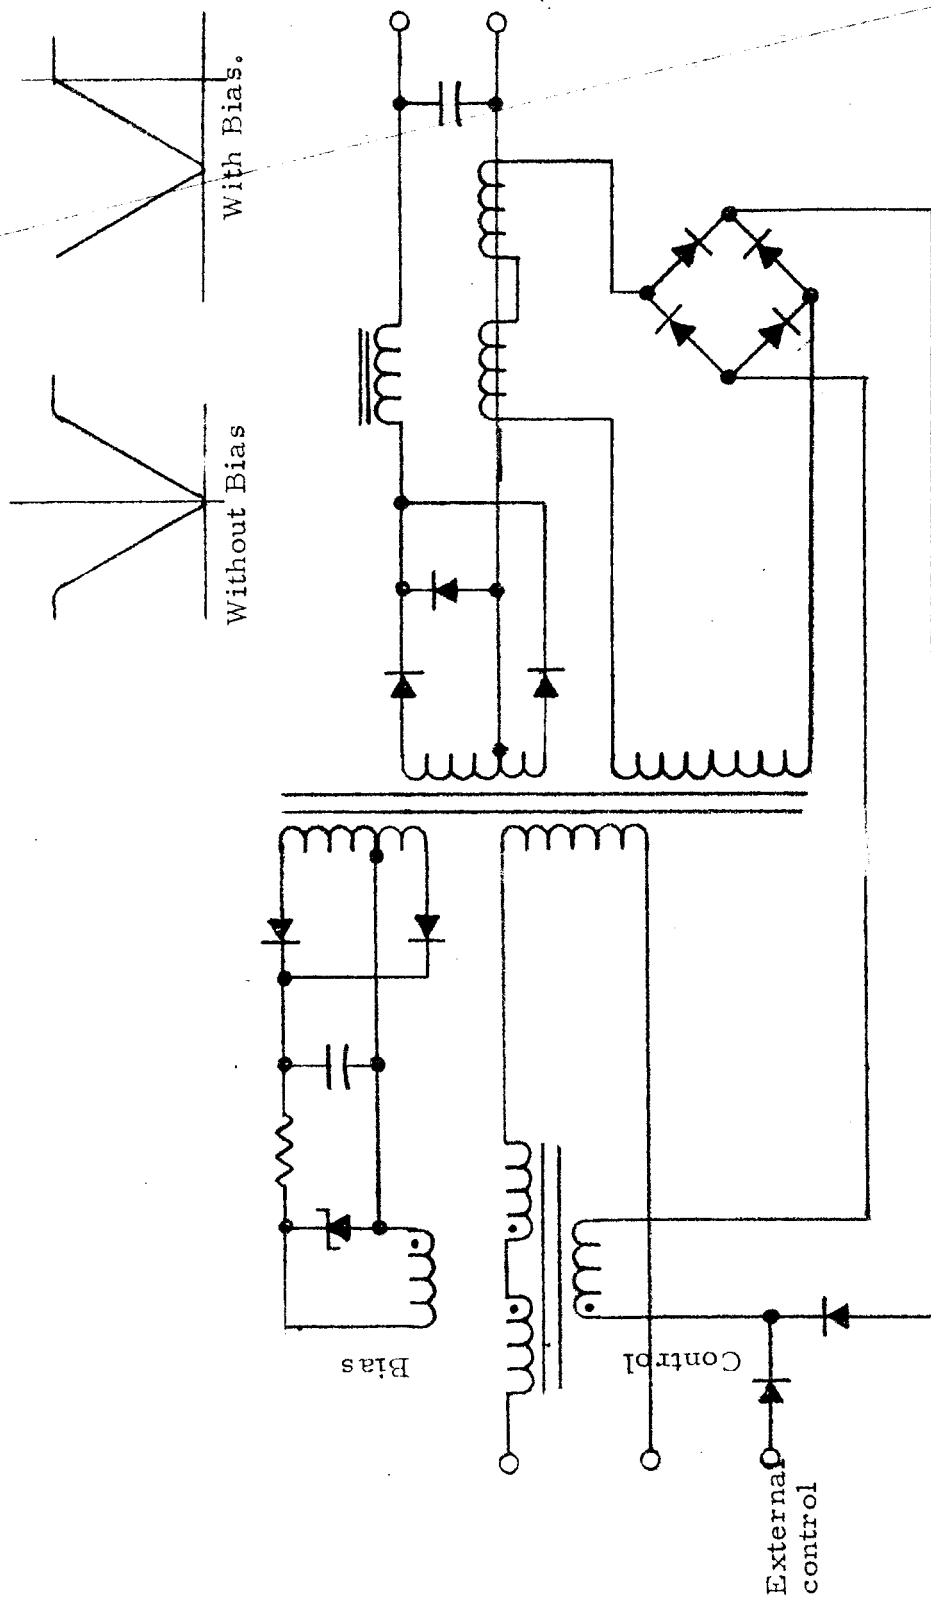 With Bias.
Without Bias
Bias
Control
External
control